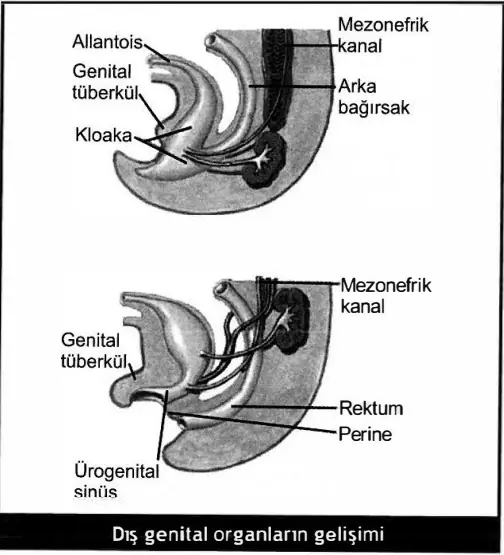 Allantois
Genital
tüberkül
Kloaka
Mezonefrik
kanal
Arka
bağırsak
Mezonefrik
kanal
Genital
tüberkül
Rektum
Perine
Ürogenital
sinüs
Dış genital organların gelişimi